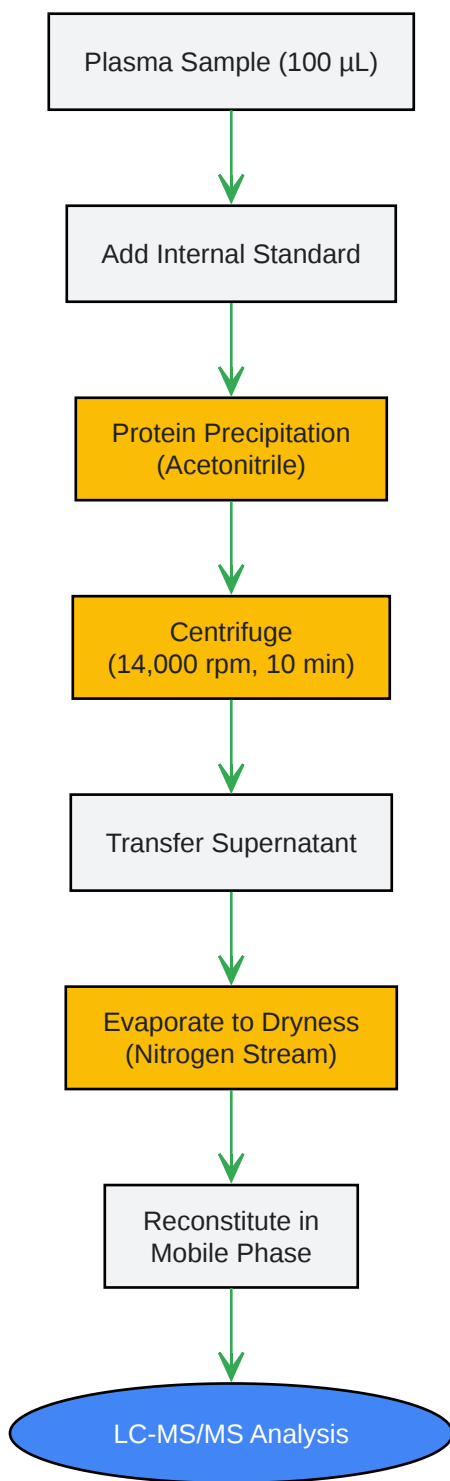 Plasma Sample (100 µL)
Add Internal Standard
Protein Precipitation
(Acetonitrile)
Centrifuge
(14,000 rpm, 10 min)
Transfer Supernatant
Evaporate to Dryness
(Nitrogen Stream)
Reconstitute in
Mobile Phase
LC-MS/MS Analysis